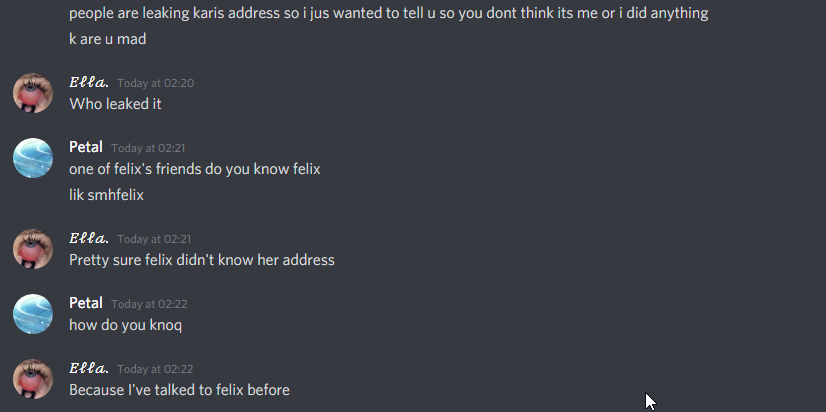 people are leaking karis address so i jus wanted to tell u so you dont think its me or i did anything
k are u mad
Eℓℓa. Today at 02:20
Who leaked it
Petal Today at 02:21
one of felix's friends do you know felix
lik smhfelix
Eℓℓa. Today at 02:21
Pretty sure felix didn't know her address
Petal Today at 02:22
how do you knoq
Eℓℓa. Today at 02:22
Because I've talked to felix before